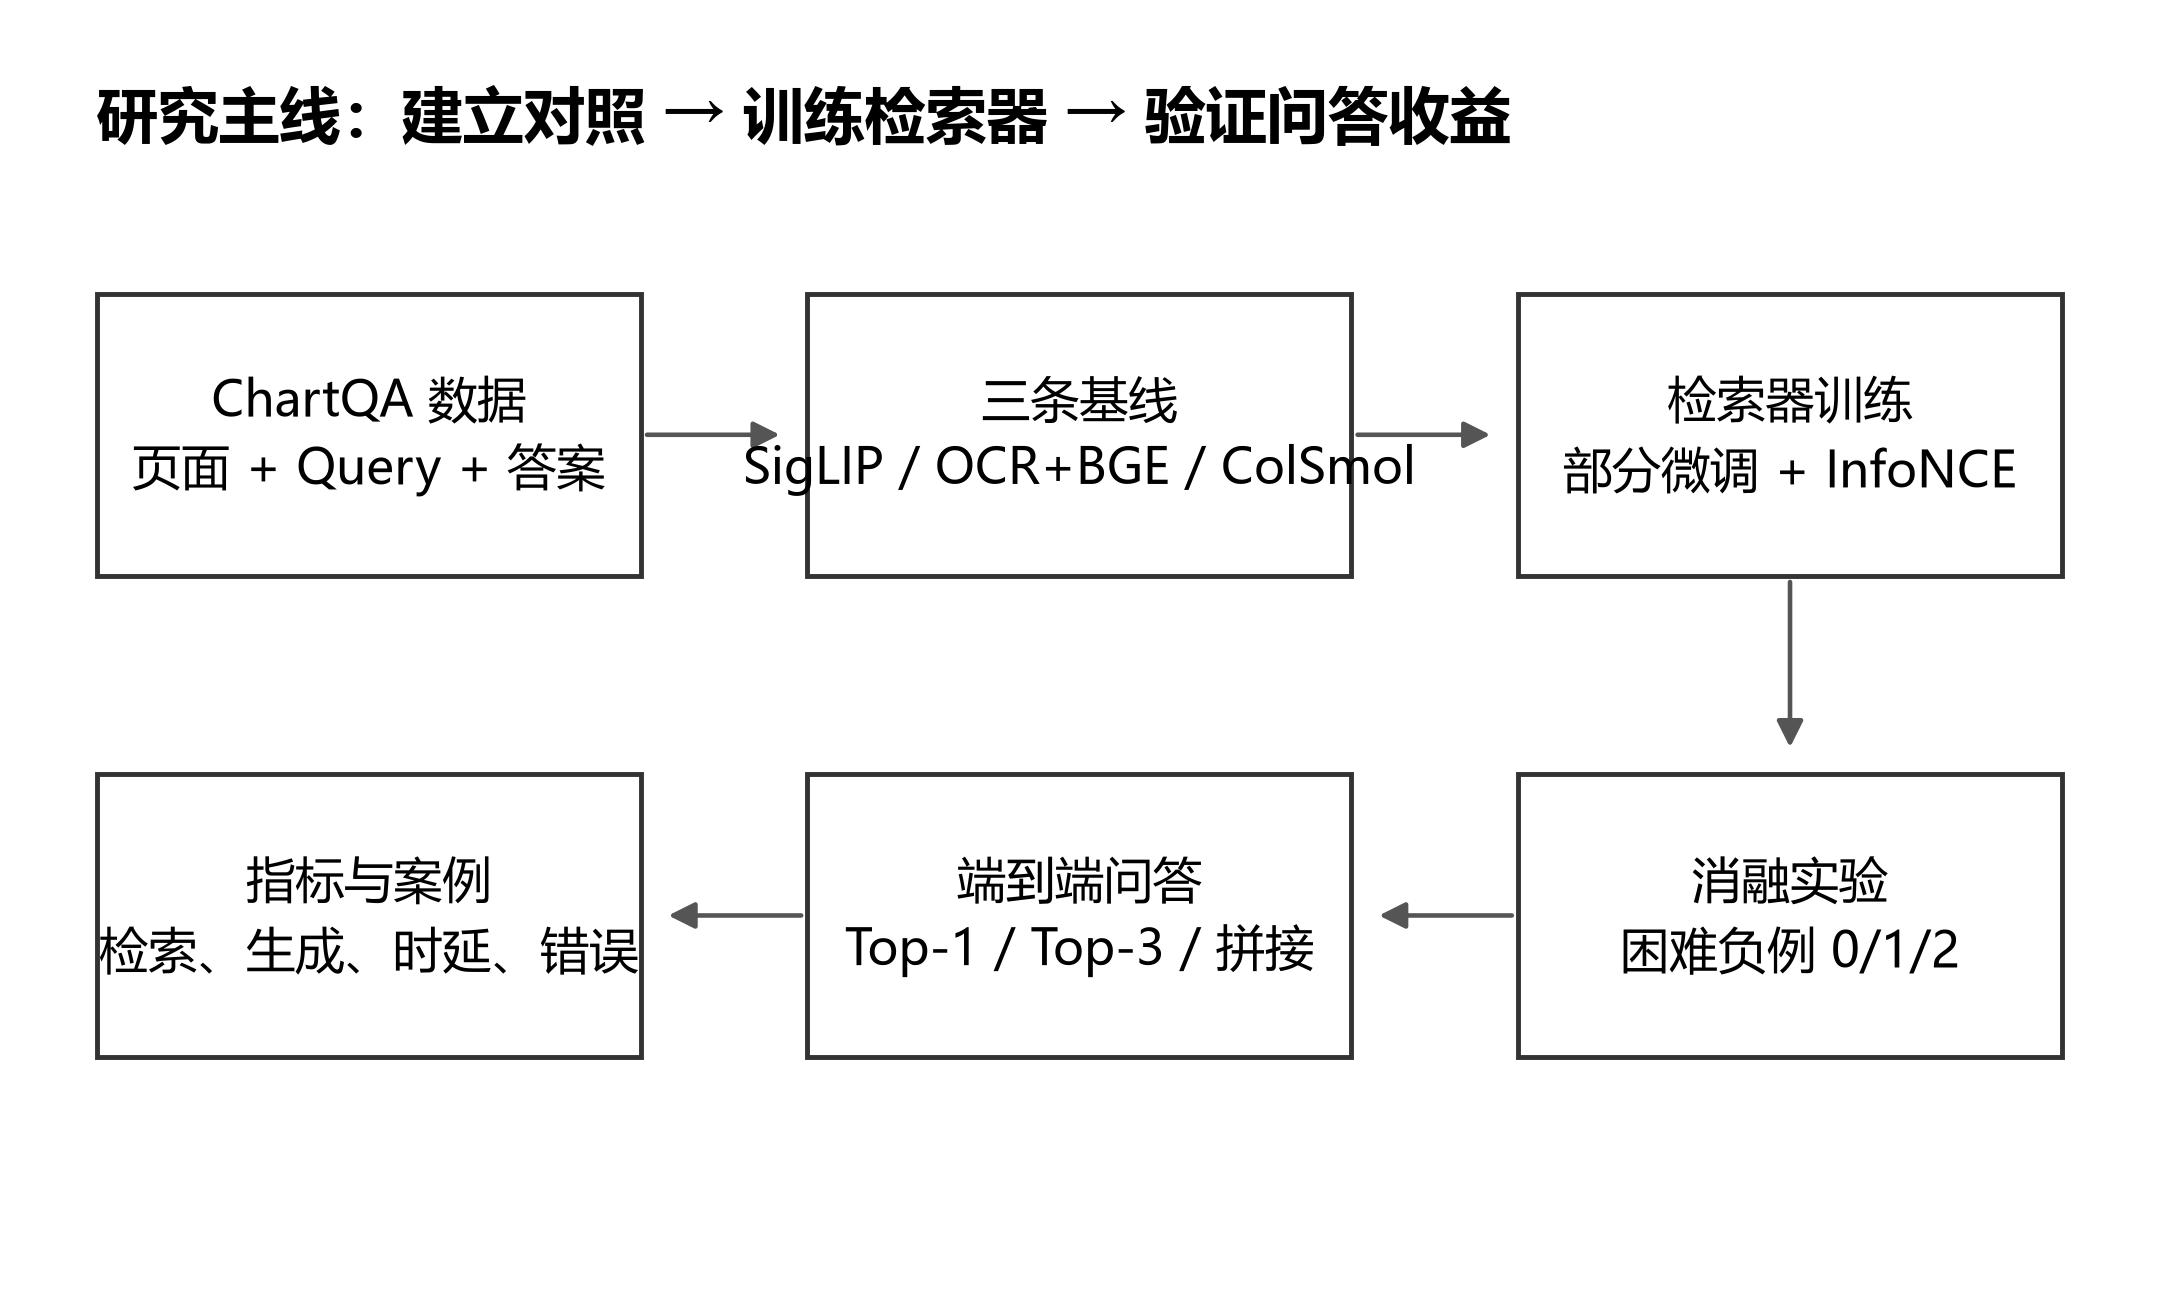 研究主线：建立对照 → 训练检索器 → 验证问答收益
ChartQA 数据
页面 + Query + 答案
三条基线
SigLIP / OCR+BGE / ColSmol
检索器训练
部分微调 + InfoNCE
消融实验
困难负例 0/1/2
端到端问答
Top-1 / Top-3 / 拼接
指标与案例
检索、生成、时延、错误